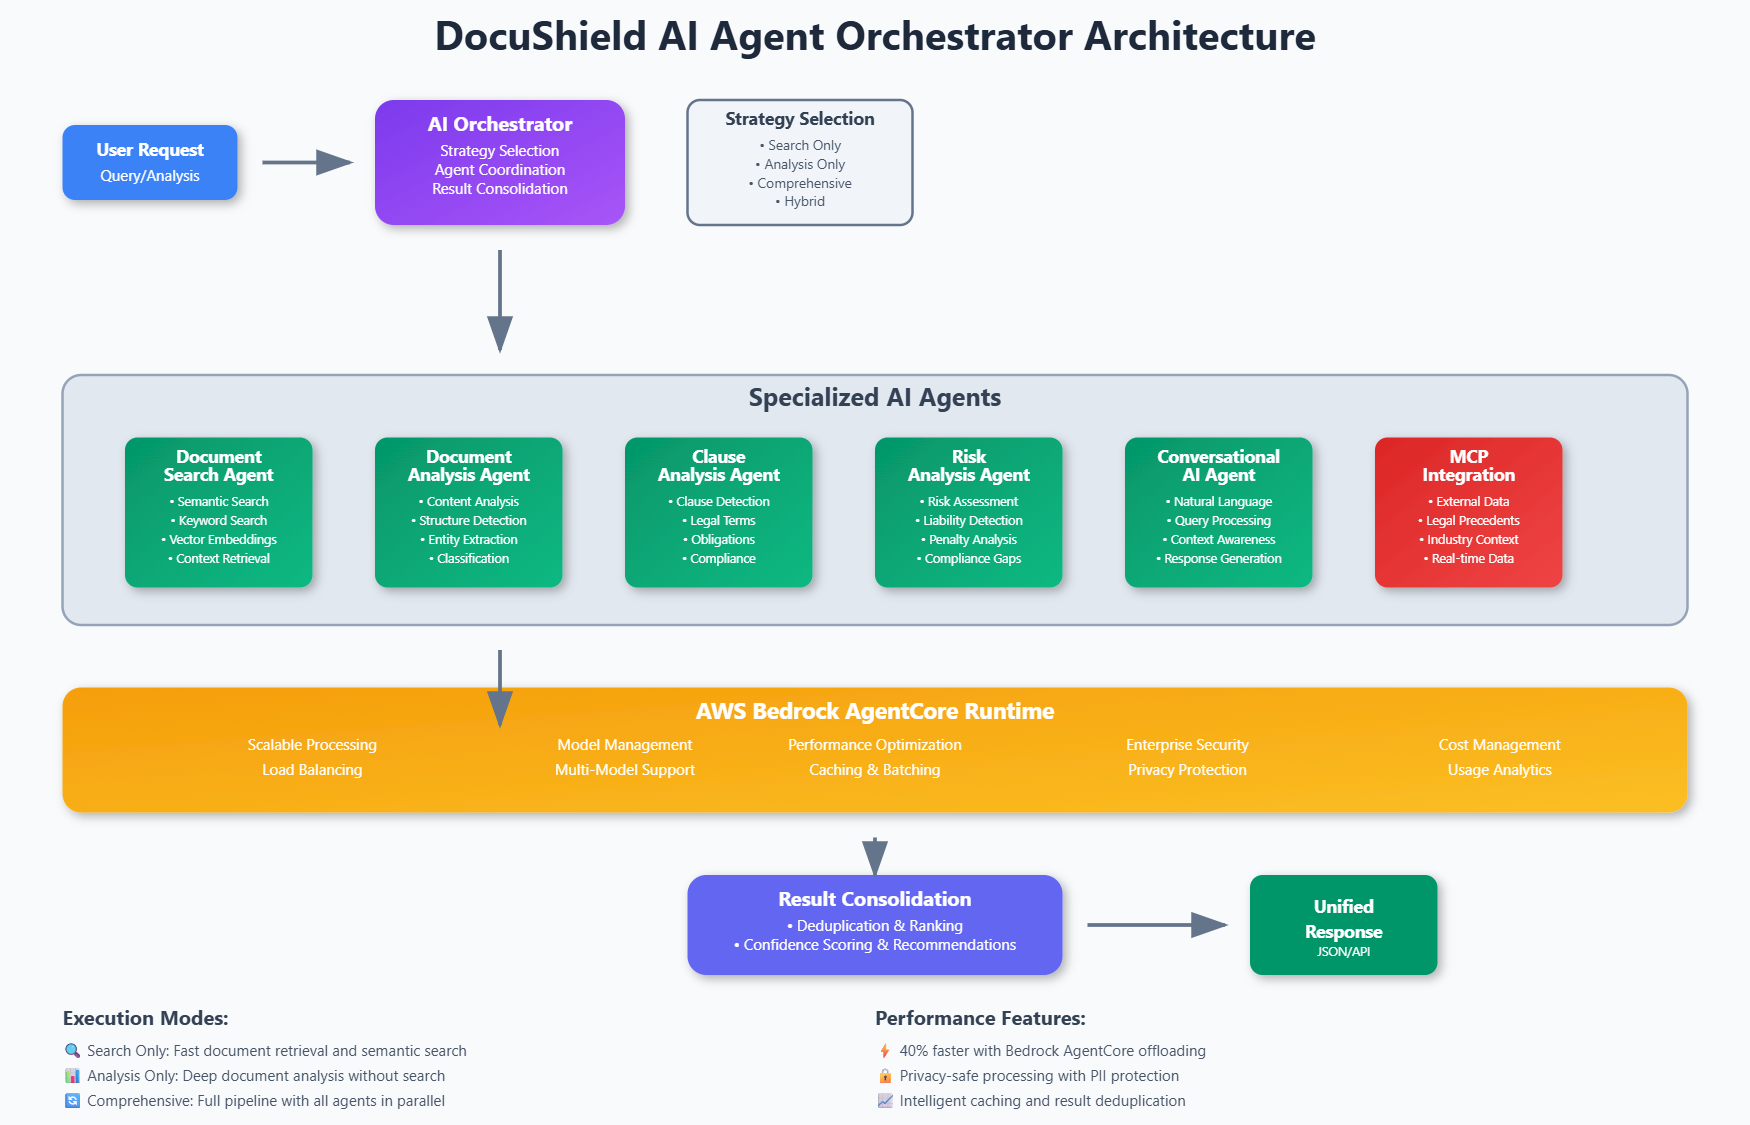 DocuShield AI Agent Orchestrator Architecture
User Request
Query/Analysis
AI Orchestrator
Strategy Selection
Agent Coordination
Result Consolidation
Strategy Selection
• Search Only
• Analysis Only
• Comprehensive
• Hybrid
Specialized AI Agents
Document
Search Agent
• Semantic Search
• Keyword Search
• Vector Embeddings
• Context Retrieval
Document
Analysis Agent
• Content Analysis
• Structure Detection
• Entity Extraction
• Classification
Clause
Analysis Agent
• Clause Detection
• Legal Terms
• Obligations
• Compliance
Risk
Analysis Agent
• Risk Assessment
• Liability Detection
• Penalty Analysis
• Compliance Gaps
Conversational
AI Agent
• Natural Language
• Query Processing
• Context Awareness
• Response Generation
MCP
Integration
• External Data
• Legal Precedents
• Industry Context
• Real-time Data
AWS Bedrock AgentCore Runtime
Scalable Processing
Load Balancing
Model Management
Multi-Model Support
Performance Optimization
Caching & Batching
Enterprise Security
Privacy Protection
Cost Management
Usage Analytics
Result Consolidation
• Deduplication & Ranking
• Confidence Scoring & Recommendations
Unified
Response
JSON/API
Execution Modes:
🔍 Search Only: Fast document retrieval and semantic search
📊 Analysis Only: Deep document analysis without search
🔄 Comprehensive: Full pipeline with all agents in parallel
Performance Features:
⚡ 40% faster with Bedrock AgentCore offloading
🔒 Privacy-safe processing with PII protection
📈 Intelligent caching and result deduplication